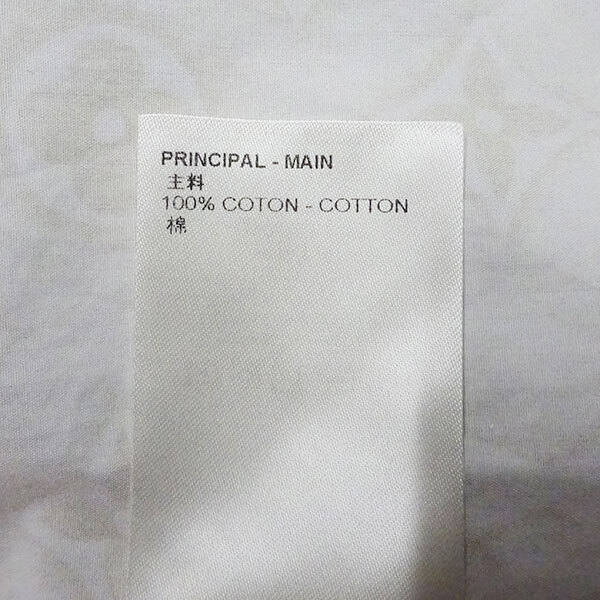 PRINCIPAL - MAIN
主料
100% COTON - COTTON
棉